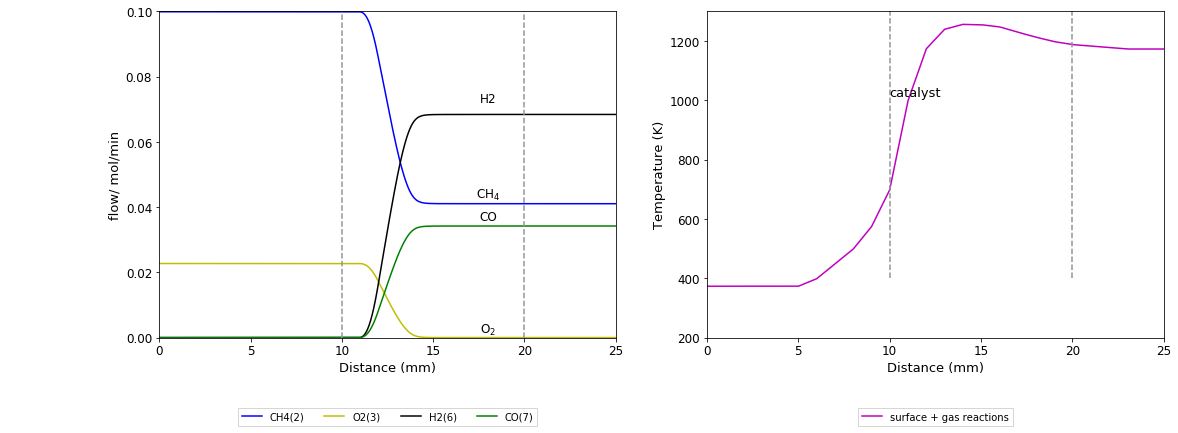 0.10
0.08
0.06
0.04
0.02
0.00
flow/ mol/min
H2
CH₄
CO
O₂
0 5 10 15 20 25
Distance (mm)
CH4(2) O2(3) H2(6) CO(7)
1200
1000
800
600
400
200
Temperature (K)
catalyst
0 5 10 15 20 25
Distance (mm)
surface + gas reactions